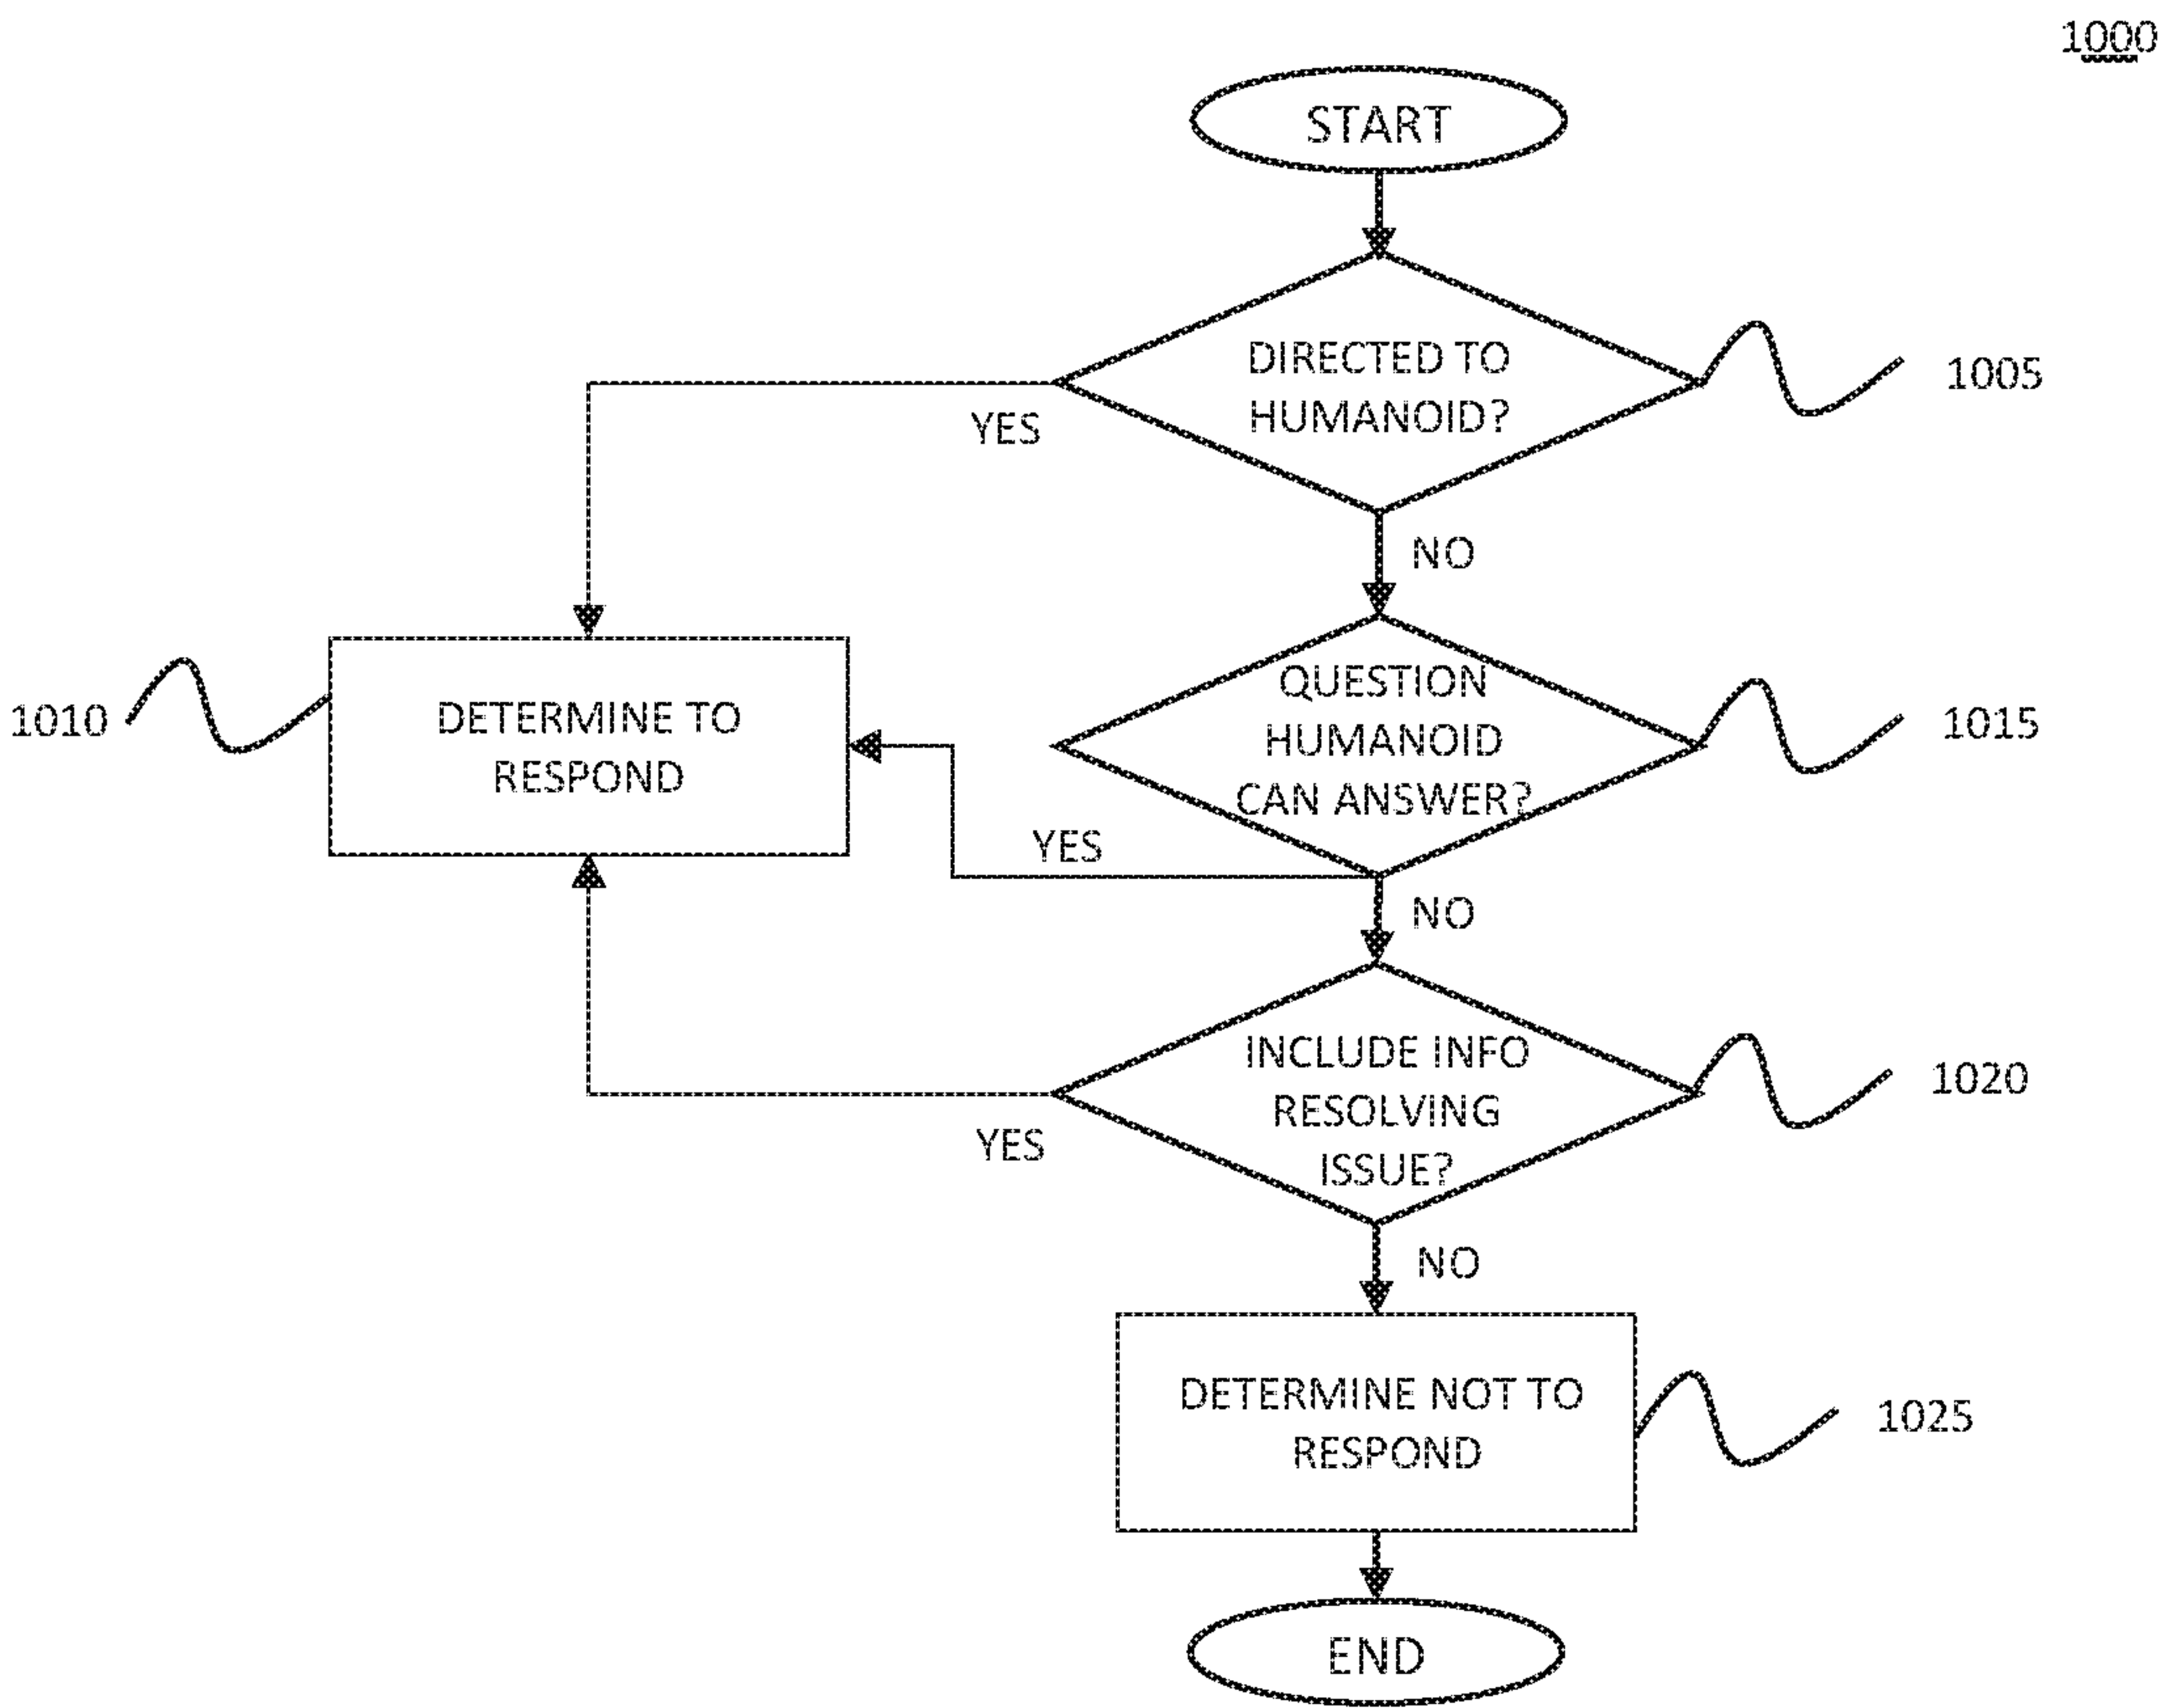 1000
START
DIRECTED TO
HUMANOID?
1005
YES
NO
QUESTION
HUMANOID
CAN ANSWER?
1015
1010
DETERMINE TO
RESPOND
YES
NO
INCLUDE INFO
RESOLVING
ISSUE?
1020
YES
NO
DETERMINE NOT TO
RESPOND
1025
END